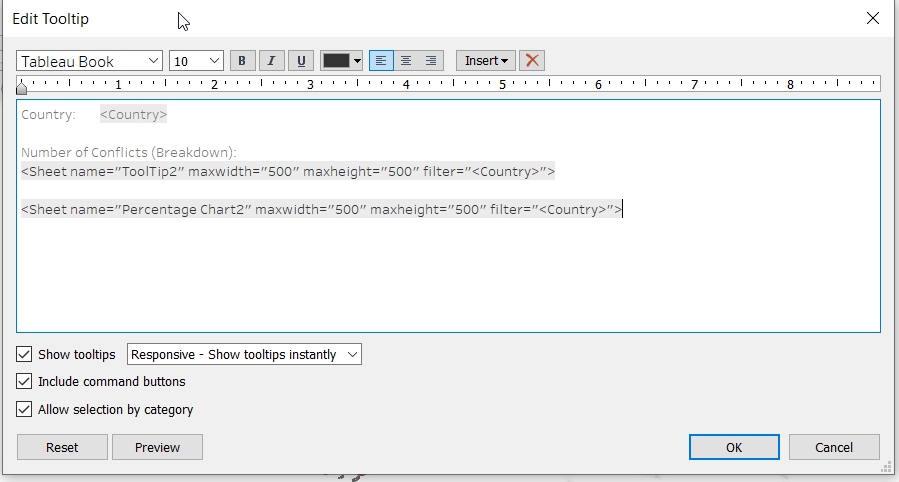 Edit Tooltip
Tableau Book 10 B I U Insert
1 2 3 4 5 6 7 8
Country: <Country>
Number of Conflicts (Breakdown):
<Sheet name="ToolTip2" maxwidth="500" maxheight="500" filter="<Country>">
<Sheet name="Percentage Chart2" maxwidth="500" maxheight="500" filter="<Country>">
Show tooltips Responsive - Show tooltips instantly
Include command buttons
Allow selection by category
Reset Preview OK Cancel